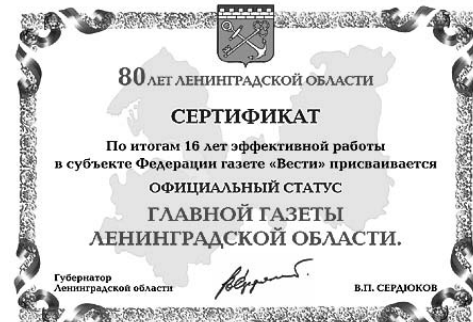 80 ЛЕТ ЛЕНИНГРАДСКОЙ ОБЛАСТИ
СЕРТИФИКАТ
По итогам 16 лет эффективной работы
в субъекте Федерации газете «Вести» присваивается
ОФИЦИАЛЬНЫЙ СТАТУС
ГЛАВНОЙ ГАЗЕТЫ
ЛЕНИНГРАДСКОЙ ОБЛАСТИ.
Губернатор
Ленинградской области
В.П. СЕРДЮКОВ